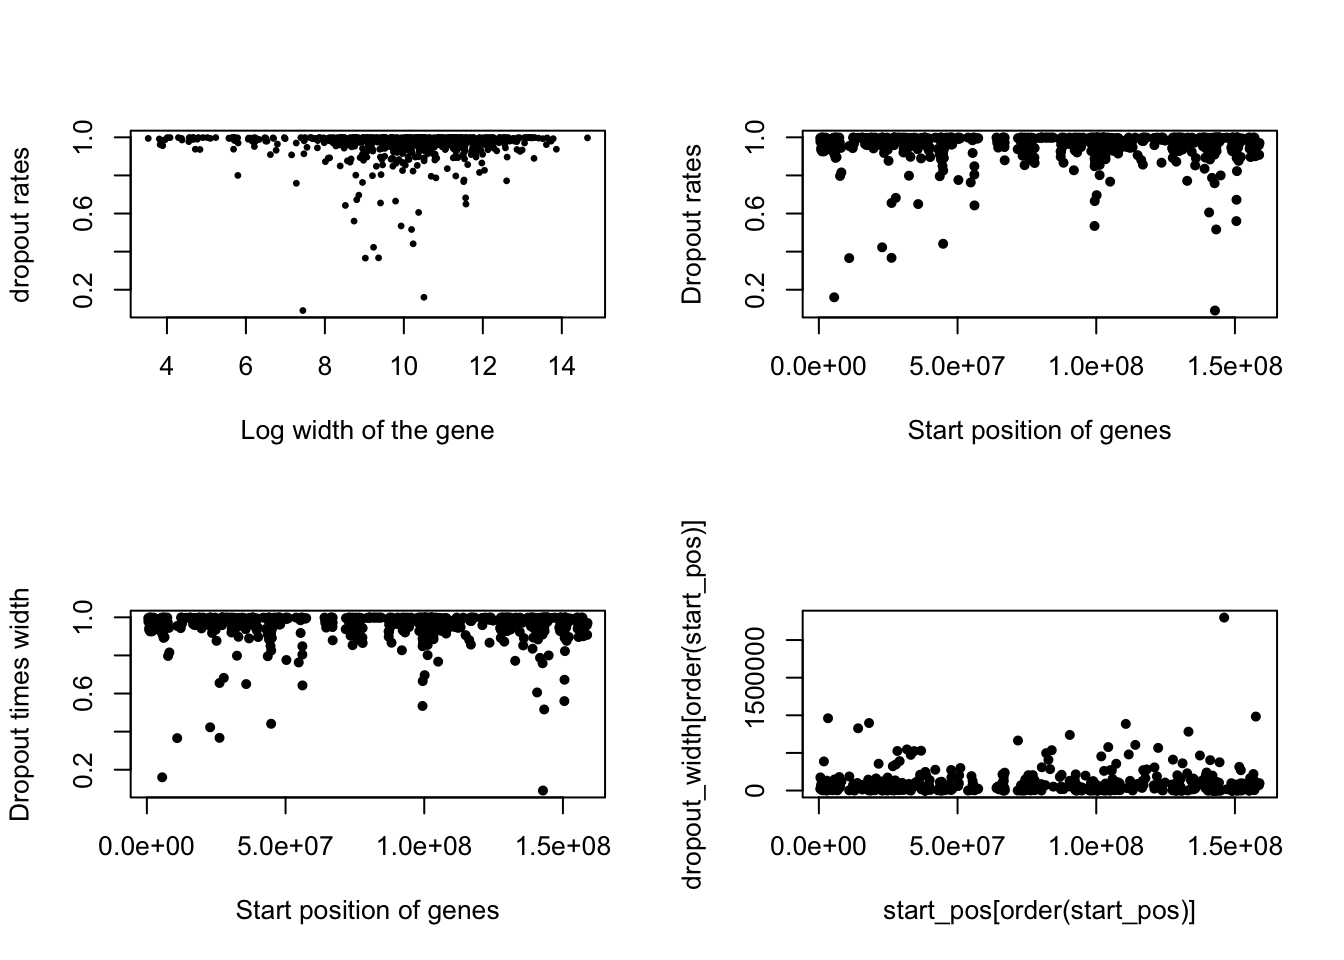 dropout rates
1.0
0.6
0.2
4 6 8 10 12 14
Log width of the gene
Dropout rates
1.0
0.6
0.2
0.0e+00 5.0e+07 1.0e+08 1.5e+08
Start position of genes
Dropout times width
1.0
0.6
0.2
0.0e+00 5.0e+07 1.0e+08 1.5e+08
Start position of genes
dropout_width[order(start_pos)]
1500000
0
0.0e+00 5.0e+07 1.0e+08 1.5e+08
start_pos[order(start_pos)]